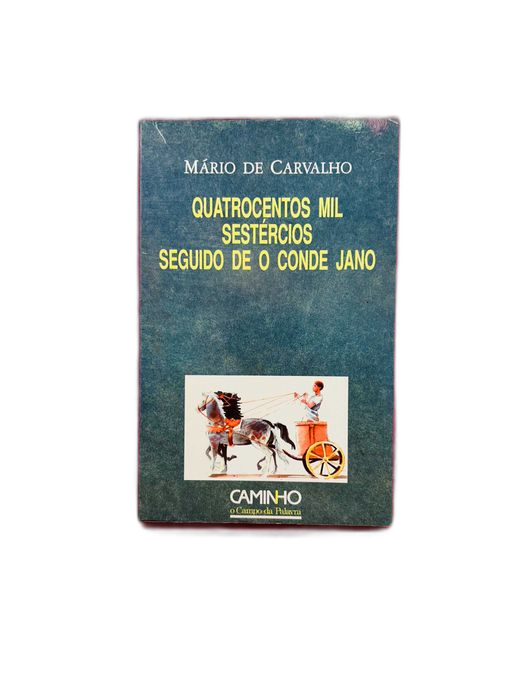 MÁRIO DE CARVALHO
QUATROCENTOS MIL
SESTÉRCIOS
SEGUIDO DE O CONDE JANO
CAMINHO
o Campo da Palavra